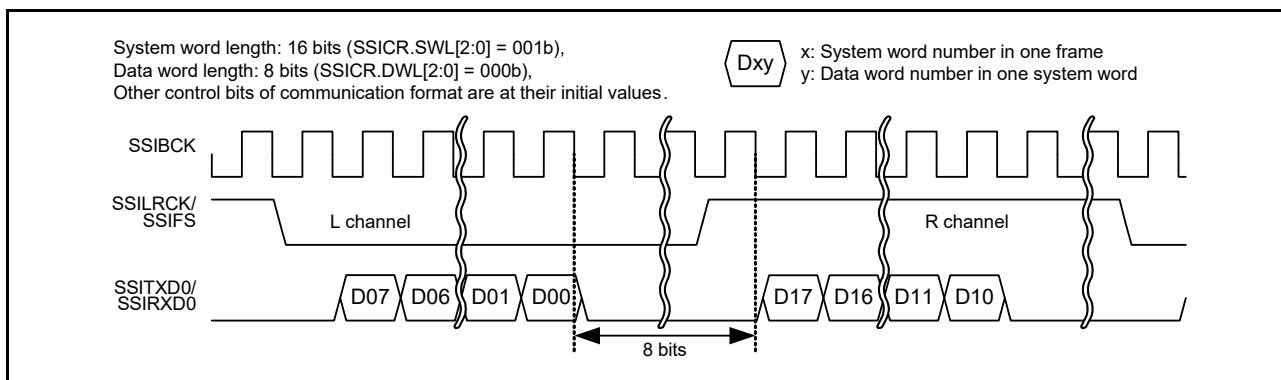 System word length: 16 bits (SSICR.SWL[2:0] = 001b),
Data word length: 8 bits (SSICR.DWL[2:0] = 000b),
Other control bits of communication format are at their initial values.
Dxy
x: System word number in one frame
y: Data word number in one system word
SSIBCK
SSILRCK/
SSIFS
L channel
R channel
SSITXD0/
SSIRXD0
D07 D06 D01 D00 D17 D16 D11 D10
8 bits